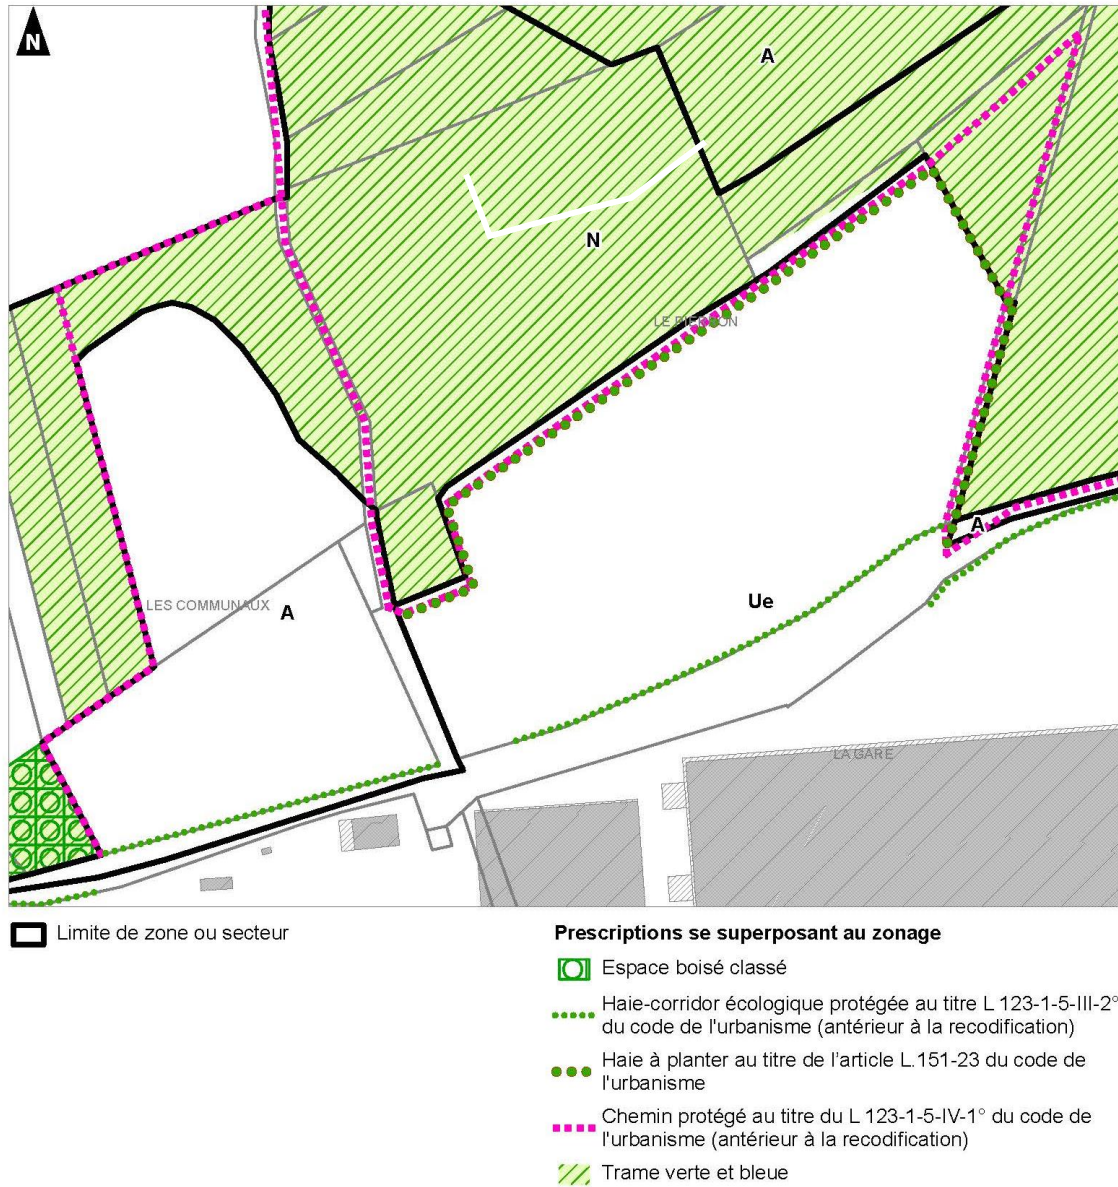 N
A
N
LE PIERRON
A
LES COMMUNAUX
A
Ue
LA GARE
Limite de zone ou secteur
Prescriptions se superposant au zonage
Espace boisé classé
Haie-corridor écologique protégée au titre L 123-1-5-III-2°
du code de l'urbanisme (antérieur à la recodification)
Haie à planter au titre de l'article L.151-23 du code de
l'urbanisme
Chemin protégé au titre du L 123-1-5-IV-1° du code de
l'urbanisme (antérieur à la recodification)
Trame verte et bleue